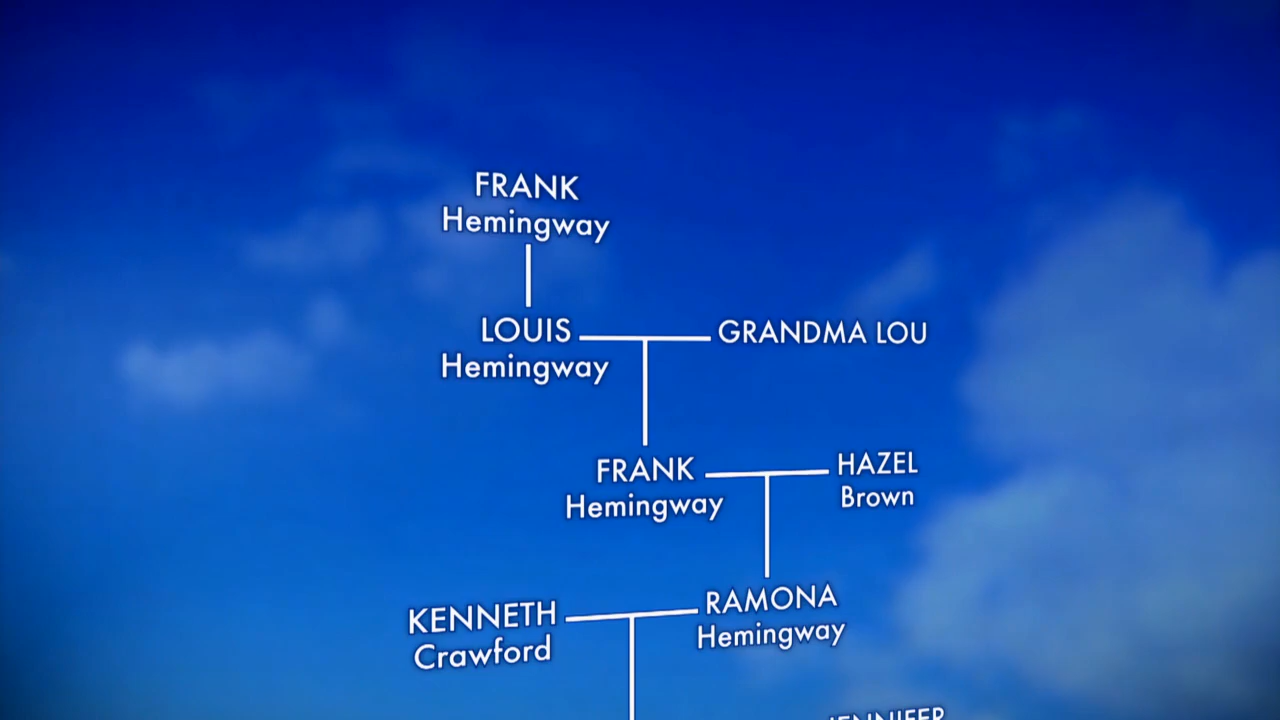 FRANK
Hemingway
LOUIS
Hemingway
GRANDMA LOU
FRANK
Hemingway
HAZEL
Brown
RAMONA
Hemingway
KENNETH
Crawford